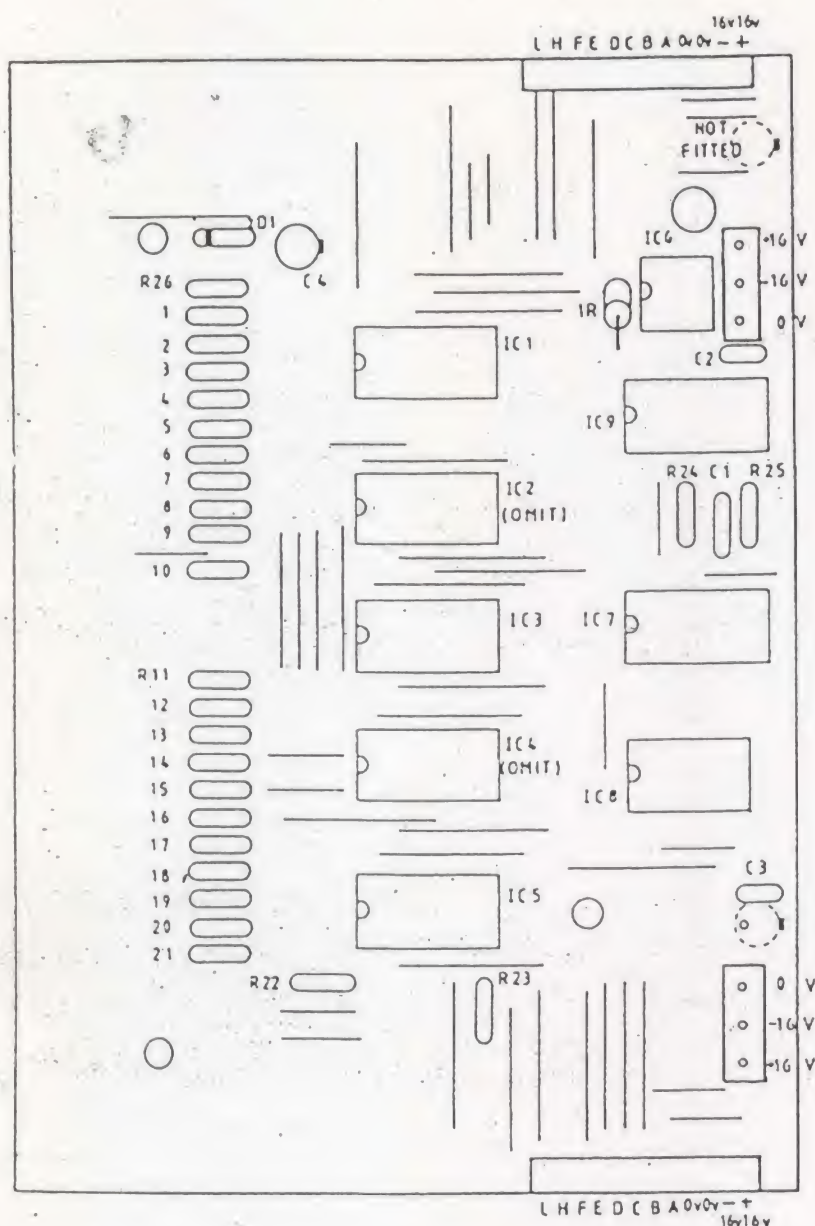 16v16v
L H F E D C B A 0v0v - +
NOT
FITTED
D1
C4
IC6
-16 V
-16 V
0 V
R26
1
1R
2
IC1
C2
3
4
IC9
5
6
7
IC2
(OMIT)
R24 C1 R25
8
9
10
IC3
IC7
R11
12
13
14
IC4
(OMIT)
15
IC8
16
17
18
C3
19
IC5
20
21
R22
R23
0 V
-16 V
-16 V
L H F E D C B A 0v0v - +
16v16v